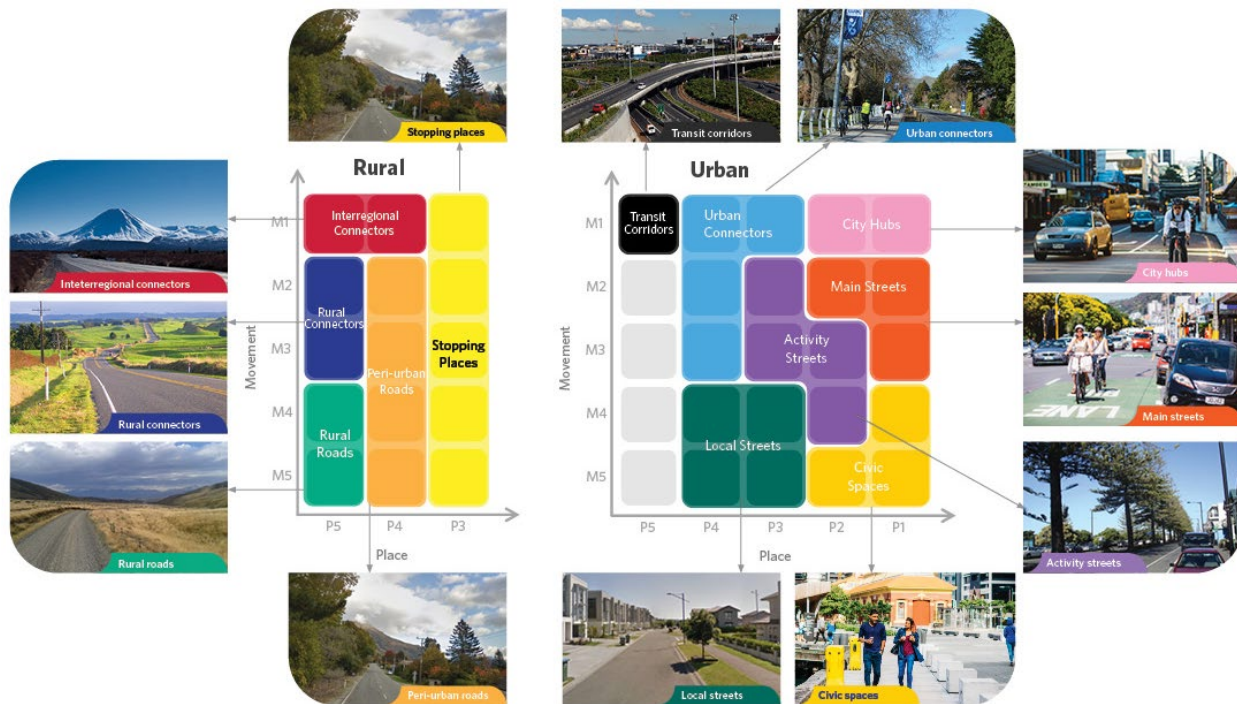 Stopping places
Transit corridors
Urban connectors
Rural
Urban
M1
M2
M3
M4
M5
Movement
Interregional
Connectors
Rural
Connectors
Peri-urban
Roads
Stopping
Places
Rural
Roads
P5
P4
P3
Place
M1
M2
M3
M4
M5
Movement
Transit
Corridors
Urban
Connectors
City Hubs
Main Streets
Activity
Streets
Local Streets
Civic
Spaces
P5
P4
P3
P2
P1
Place
Inteterregional connectors
Rural connectors
Rural roads
City hubs
Main streets
LANE
Activity streets
Peri-urban roads
Local streets
Civic spaces